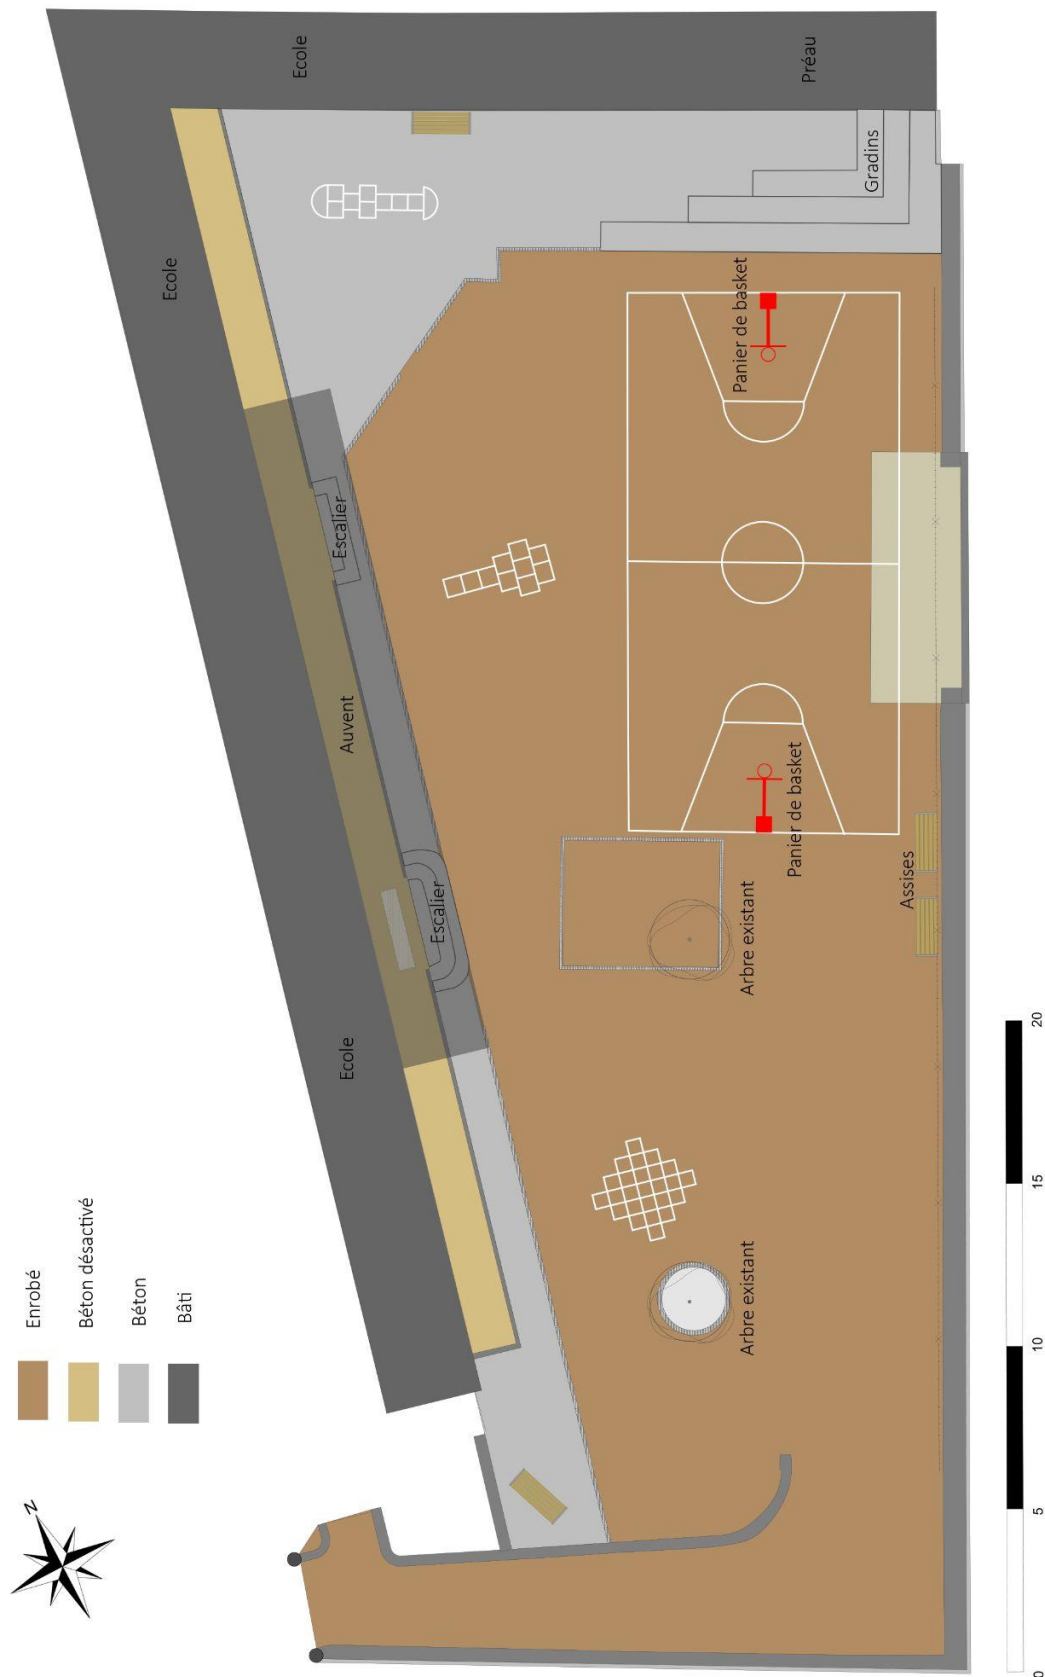 Ecole
Préau
Gradins
Ecole
Panier de basket
Escalier
Auvent
Panier de basket
Assises
Escalier
Arbre existant
Ecole
Arbre existant
Enrobé
Béton désactivé
Béton
Bâti
N
0
5
10
15
20